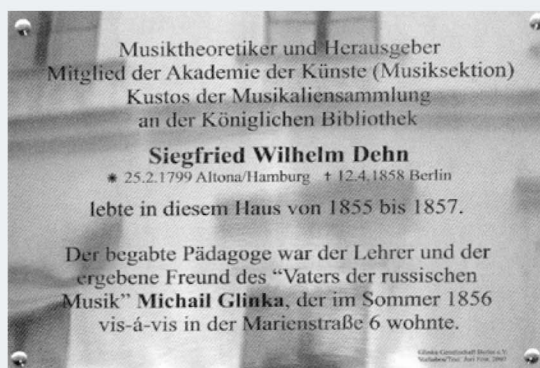 Musiktheoretiker und Herausgeber
Mitglied der Akademie der Künste (Musiksektion)
Kustos der Musikaliensammlung
an der Königlichen Bibliothek
Siegfried Wilhelm Dehn
* 25.2.1799 Altona/Hamburg † 12.4.1858 Berlin
lebte in diesem Haus von 1855 bis 1857.
Der begabte Pädagoge war der Lehrer und der
ergebene Freund des “Vaters der russischen
Musik” Michail Glinka, der im Sommer 1856
vis-á-vis in der Marienstraße 6 wohnte.
Glinka Gesellschaft Berlin e.V.